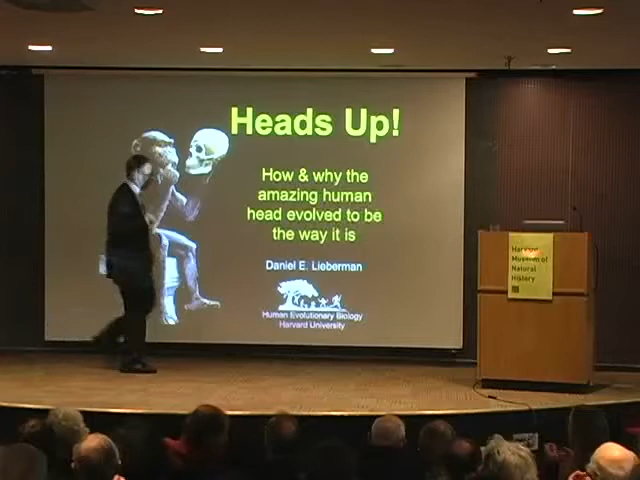 Heads Up!
How & why the
amazing human
head evolved to be
the way it is
Daniel E. Lieberman
Human Evolutionary Biology
Harvard University
Harvard
Museum of
Natural
History